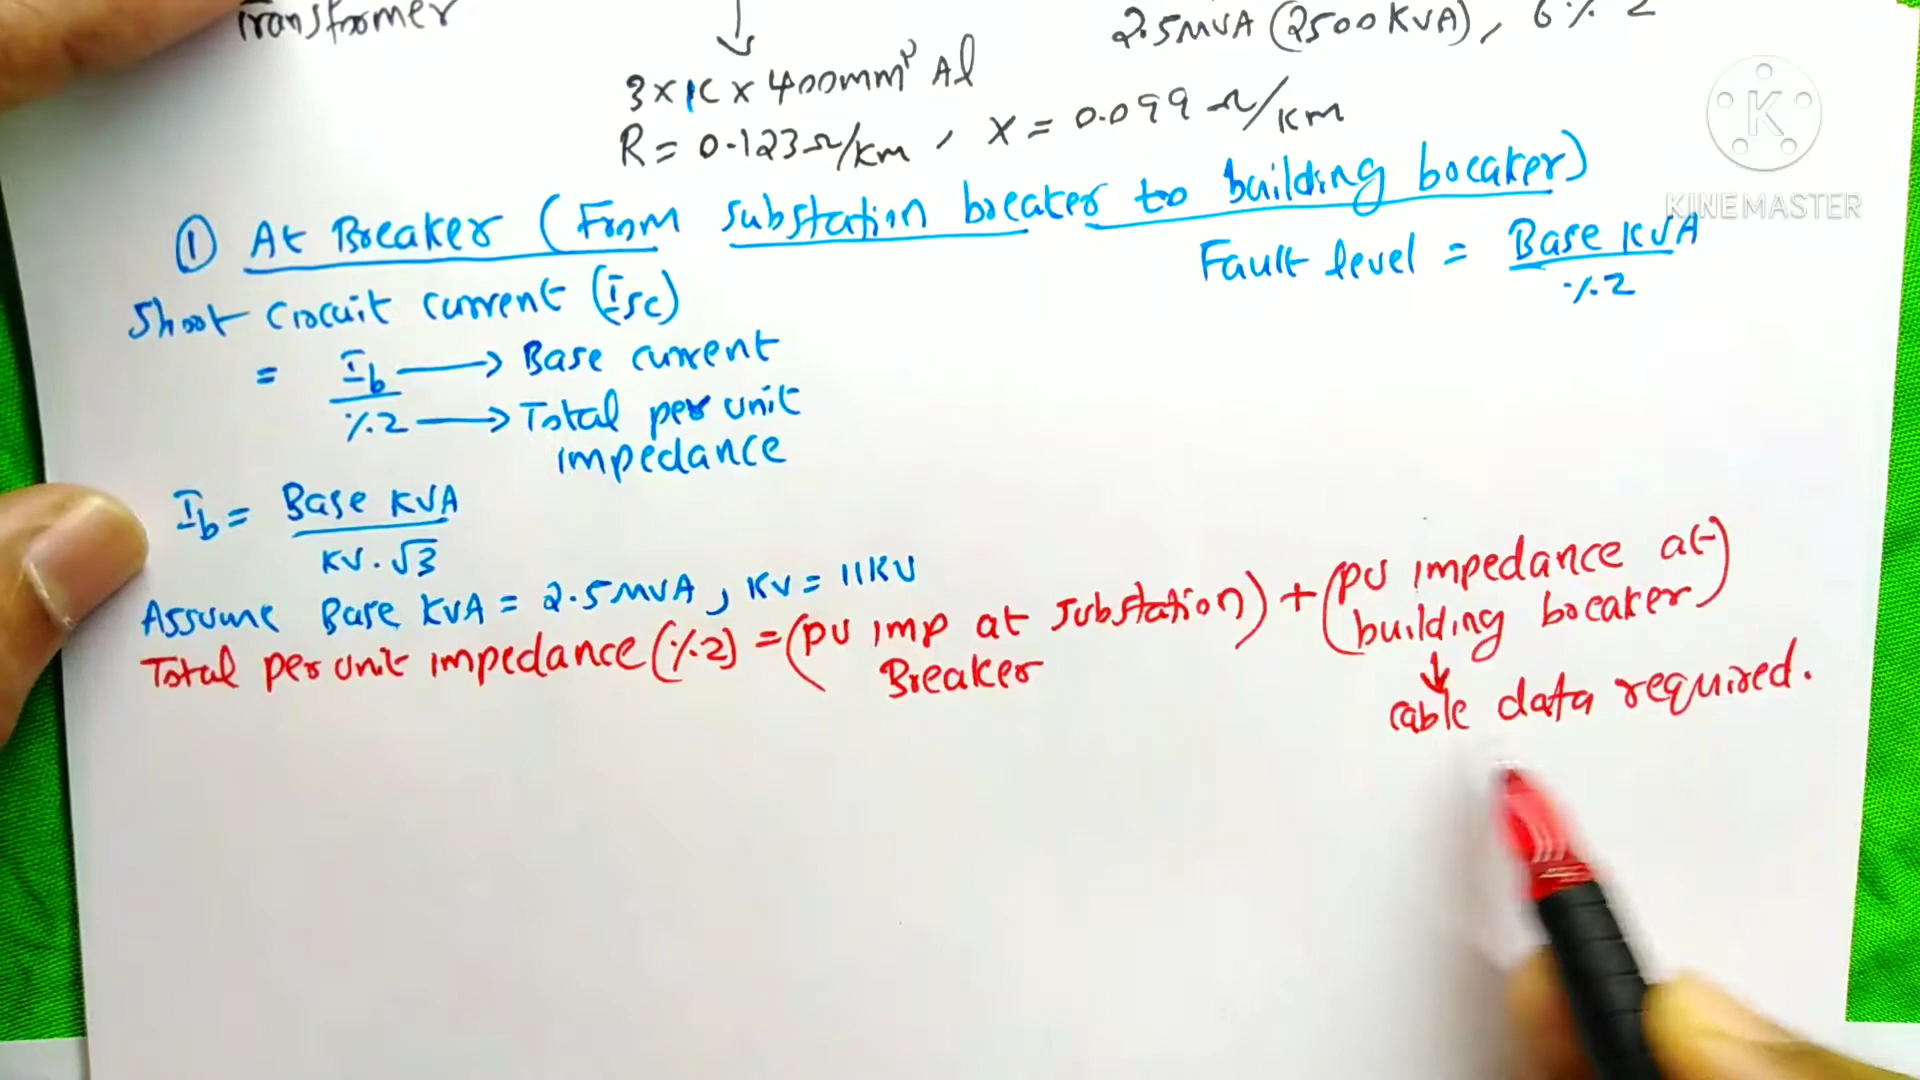 Transformer
2.5MVA (2500KVA), 6% Z
3×1C×400mm² Al
R = 0.123Ω/Km, X = 0.099 Ω/Km
K
KINEMASTER
① At Breaker (From substation breaker to building breaker)
Fault level = Base KVA
%Z
Short Circuit current (Isc)
= Ib → Base current
%Z → Total per unit
impedance
Ib = Base KVA
KV.√3
Assume Base KVA = 2.5MVA, KV = 11KV
Total per unit impedance (%Z) = (PU imp at substation) + (PU impedance at)
Breaker building breaker)
↓
cable data required.